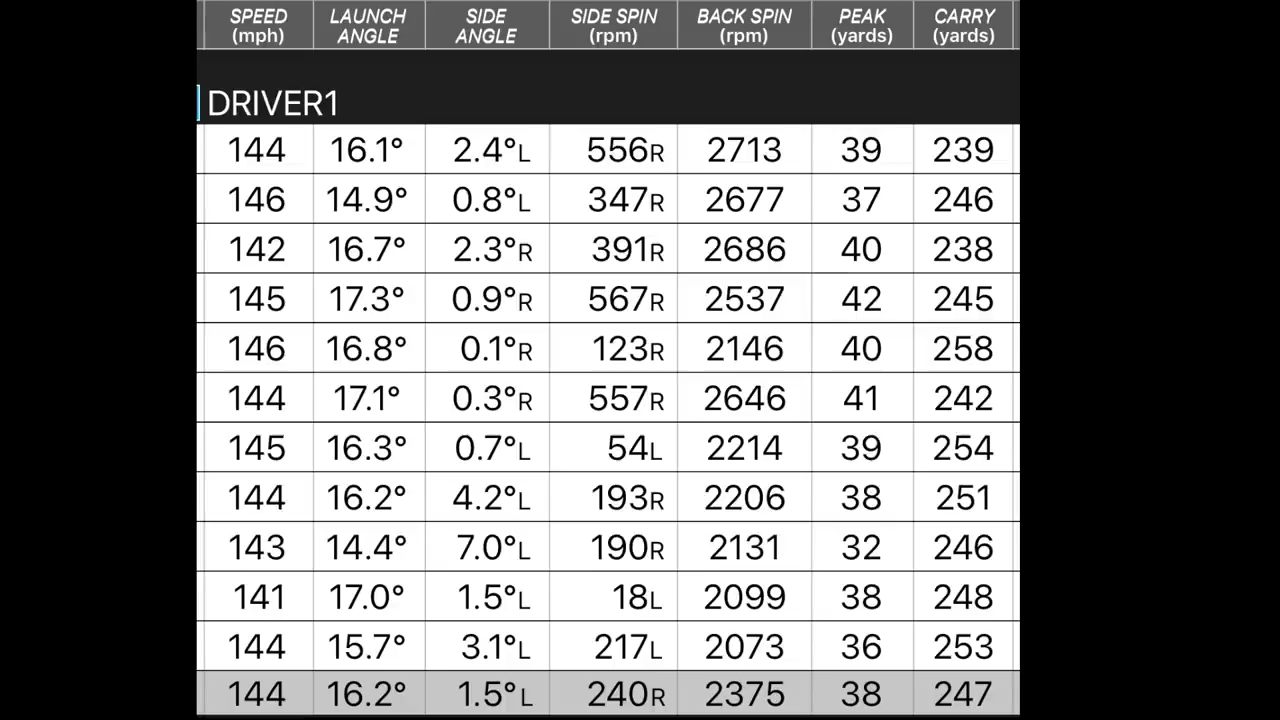 SPEED (mph) LAUNCH ANGLE SIDE ANGLE SIDE SPIN (rpm) BACK SPIN (rpm) PEAK (yards) CARRY (yards)
DRIVER1
144 16.1° 2.4°L 556R 2713 39 239
146 14.9° 0.8°L 347R 2677 37 246
142 16.7° 2.3°R 391R 2686 40 238
145 17.3° 0.9°R 567R 2537 42 245
146 16.8° 0.1°R 123R 2146 40 258
144 17.1° 0.3°R 557R 2646 41 242
145 16.3° 0.7°L 54L 2214 39 254
144 16.2° 4.2°L 193R 2206 38 251
143 14.4° 7.0°L 190R 2131 32 246
141 17.0° 1.5°L 18L 2099 38 248
144 15.7° 3.1°L 217L 2073 36 253
144 16.2° 1.5°L 240R 2375 38 247